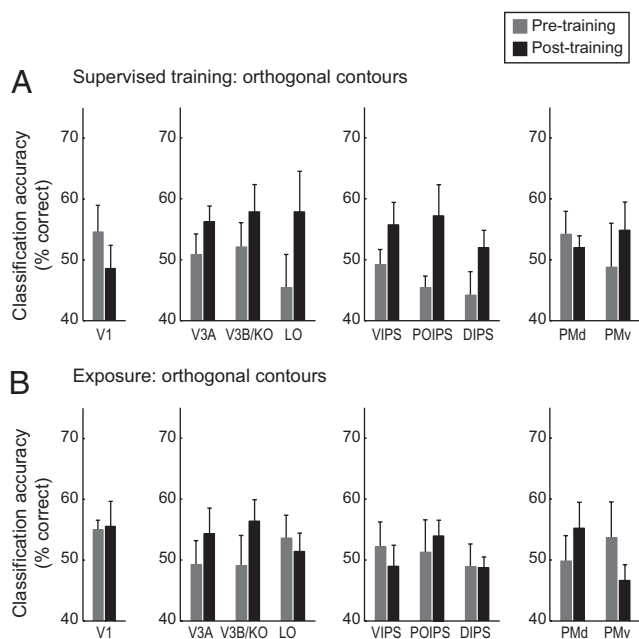 Pre-training
Post-training
A
Supervised training: orthogonal contours
Classification accuracy
(% correct)
70
60
50
40
V1
70
60
50
40
V3A V3B/KO LO
70
60
50
40
VIPS POIPS DIPS
70
60
50
40
PMd PMv
B
Exposure: orthogonal contours
Classification accuracy
(% correct)
70
60
50
40
V1
70
60
50
40
V3A V3B/KO LO
70
60
50
40
VIPS POIPS DIPS
70
60
50
40
PMd PMv